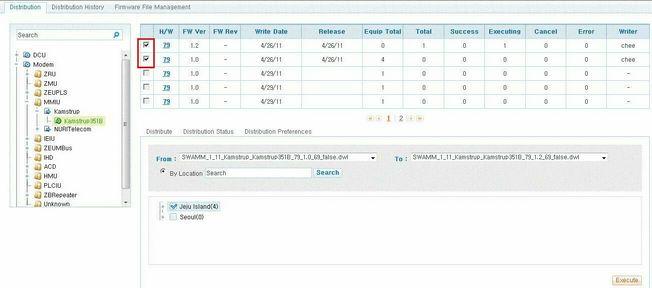 Distribution Distribution History Firmware File Management
Search
DCU
Modem
ZRU
ZMU
ZEUPLS
MMIU
Kamstrup
Kamstrup351B
NURITelecom
IEIU
ZEUMBus
IHD
ACD
HMU
PLCIU
ZBRepeater
Unknown
H/W FW Ver FW Rev Write Date Release Equip Total Total Success Executing Cancel Error Writer
79 1.2 - 4/26/11 4/26/11 0 1 0 1 0 0 chee
79 1.0 - 4/26/11 4/26/11 4 0 0 0 0 0 chee
79 1.0 - 4/29/11 1 0 0 0 0 0 -
79 1.0 - 4/29/11 1 0 0 0 0 0 -
79 1.0 - 4/29/11 1 0 0 0 0 0 -
1 | 2
Distribute Distribution Status Distribution Preferences
From : SWAMM_1_11_Kamstrup_Kamstrup351B_79_1.0_69_false.dwl To : SWAMM_1_11_Kamstrup_Kamstrup351B_79_1.2_69_false.dwl
By Location Search Search
Jeju Island(4)
Seoul(0)
Execute